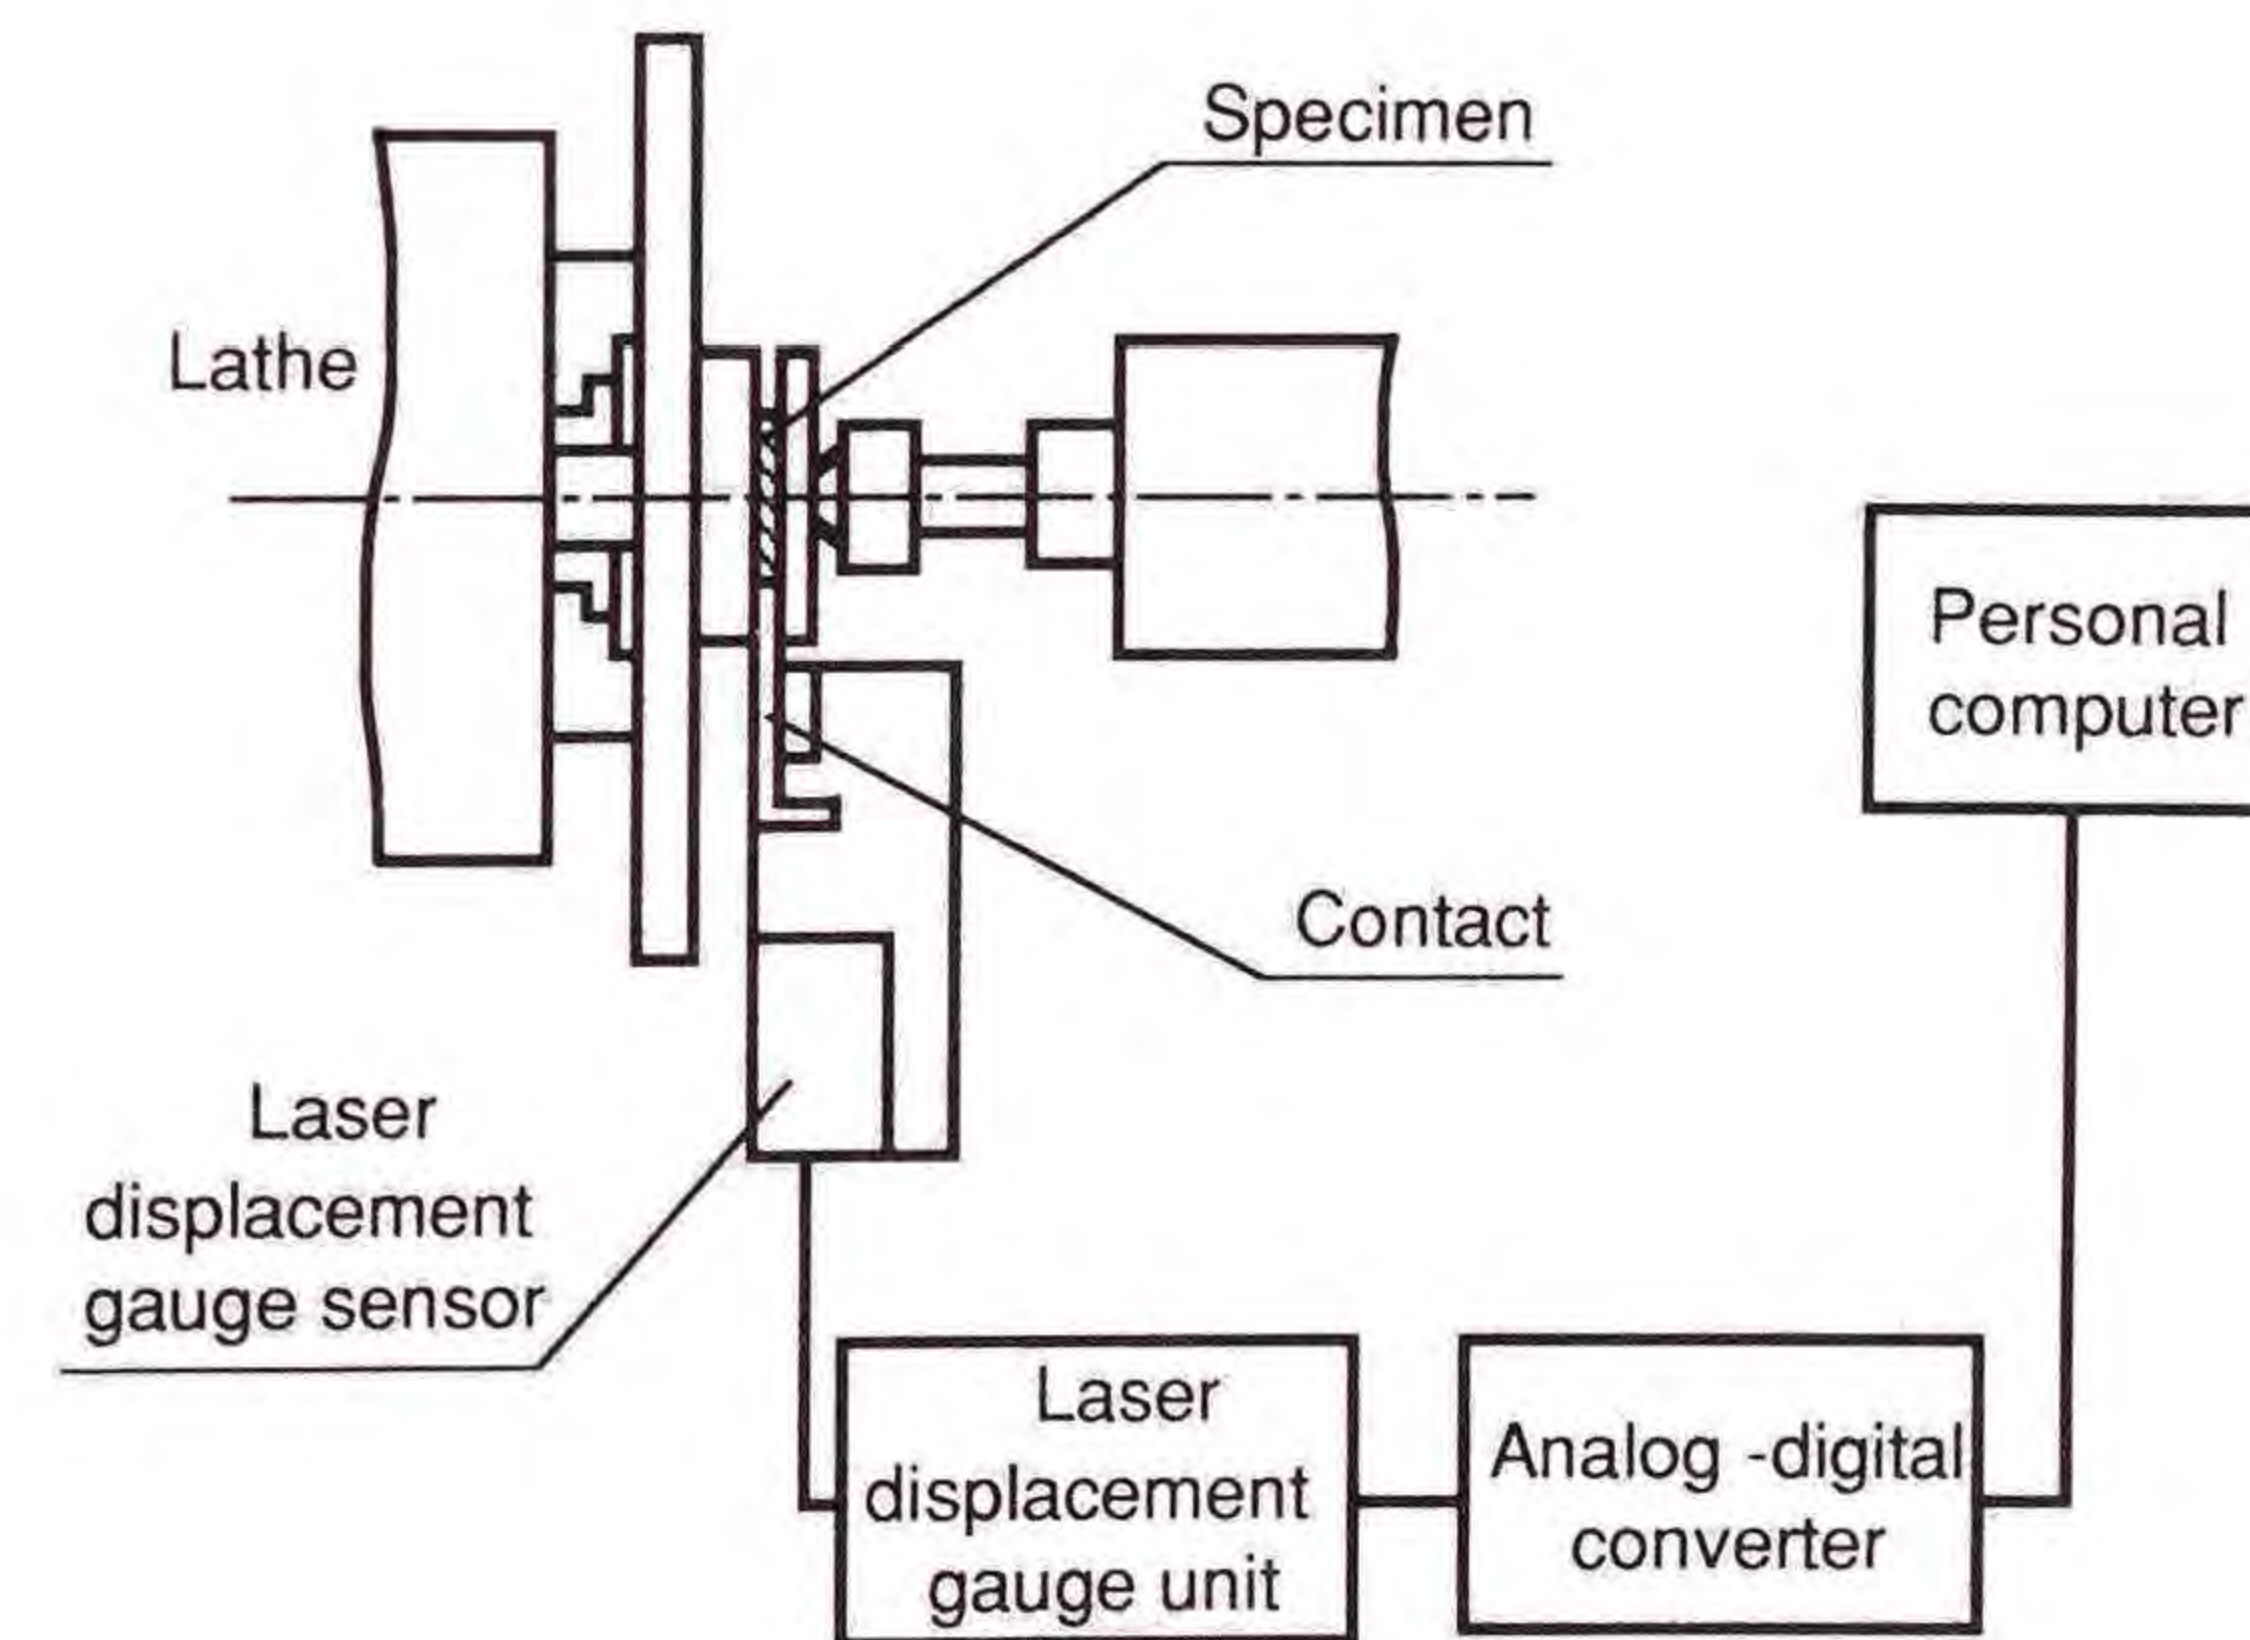 Specimen
Lathe
Personal
computer
Contact
Laser
displacement
gauge sensor
Laser
displacement
gauge unit
Analog -digital
converter